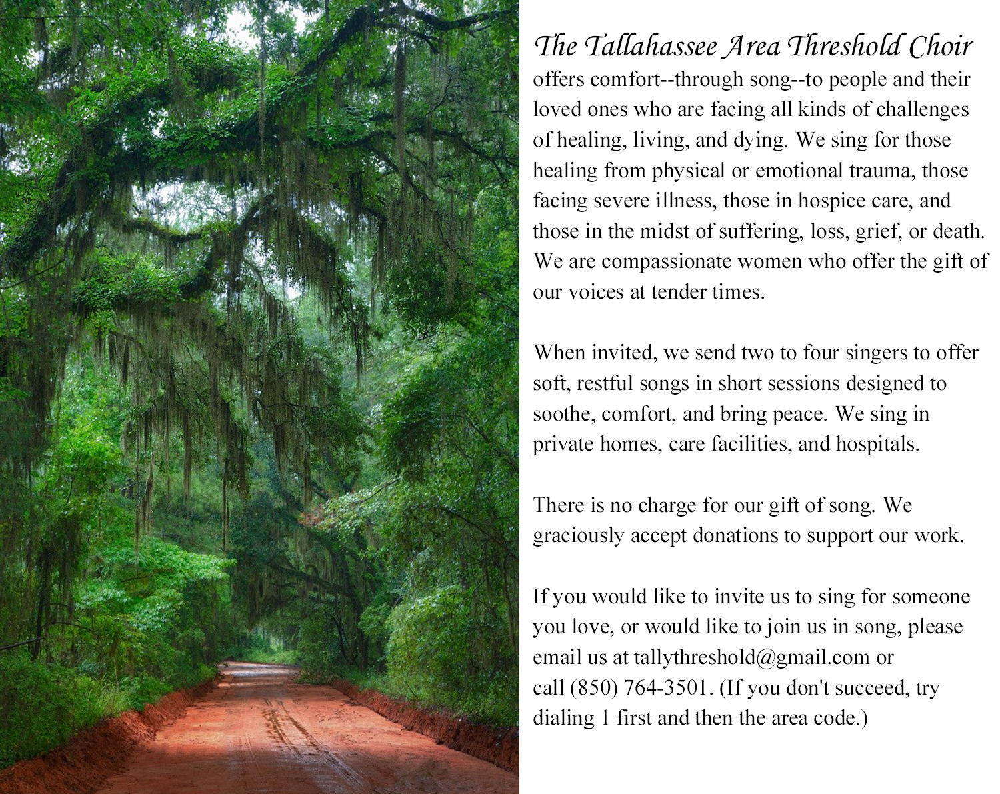 The Tallahassee Area Threshold Choir
offers comfort--through song--to people and their
loved ones who are facing all kinds of challenges
of healing, living, and dying. We sing for those
healing from physical or emotional trauma, those
facing severe illness, those in hospice care, and
those in the midst of suffering, loss, grief, or death.
We are compassionate women who offer the gift of
our voices at tender times.
When invited, we send two to four singers to offer
soft, restful songs in short sessions designed to
soothe, comfort, and bring peace. We sing in
private homes, care facilities, and hospitals.
There is no charge for our gift of song. We
graciously accept donations to support our work.
If you would like to invite us to sing for someone
you love, or would like to join us in song, please
email us at tallythreshold@gmail.com or
call (850) 764-3501. (If you don't succeed, try
dialing 1 first and then the area code.)